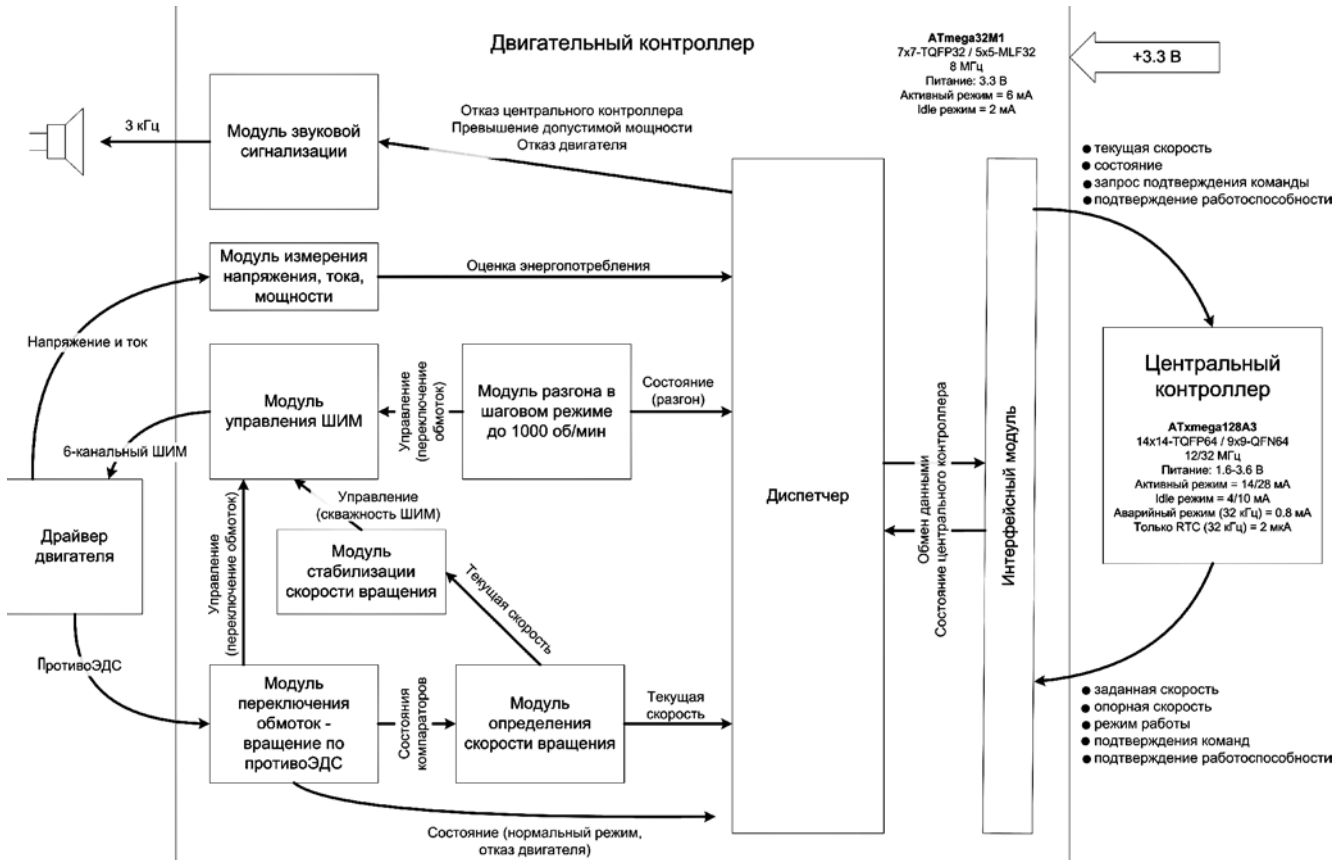 Двигательный контроллер
ATmega32M1
7x7-TQFP32 / 5x5-MLF32
8 МГц
Питание: 3.3 В
Активный режим = 6 мА
Idle режим = 2 мА
+3.3 В
3 кГц
Модуль звуковой
сигнализации
Отказ центрального контроллера
Превышение допустимой мощности
Отказ двигателя
● текущая скорость
● состояние
● запрос подтверждения команды
● подтверждение работоспособности
Модуль измерения
напряжения, тока,
мощности
Оценка энергопотребления
Напряжение и ток
Модуль
управления ШИМ
Управление
(переключение
обмоток)
Модуль разгона в
шаговом режиме
до 1000 об/мин
Состояние
(разгон)
6-канальный ШИМ
Драйвер
двигателя
Управление
(скважность ШИМ)
Управление
(переключение обмоток)
Модуль
стабилизации
скорости вращения
Текущая скорость
Диспетчер
Обмен данными
Состояние центрального контроллера
Интерфейсный модуль
Центральный
контроллер
ATxmega128A3
14x14-TQFP64 / 9x9-QFN64
12/32 МГц
Питание: 1.6-3.6 В
Активный режим = 14/28 мА
Idle режим = 4/10 мА
Аварийный режим (32 кГц) = 0.8 мА
Только RTC (32 кГц) = 2 мкА
ПротивоЭДС
Модуль
переключения
обмоток -
вращение по
противоЭДС
Состояния
компараторов
Модуль
определения
скорости вращения
Текущая
скорость
● заданная скорость
● опорная скорость
● режим работы
● подтверждения команд
● подтверждение работоспособности
Состояние (нормальный режим,
отказ двигателя)